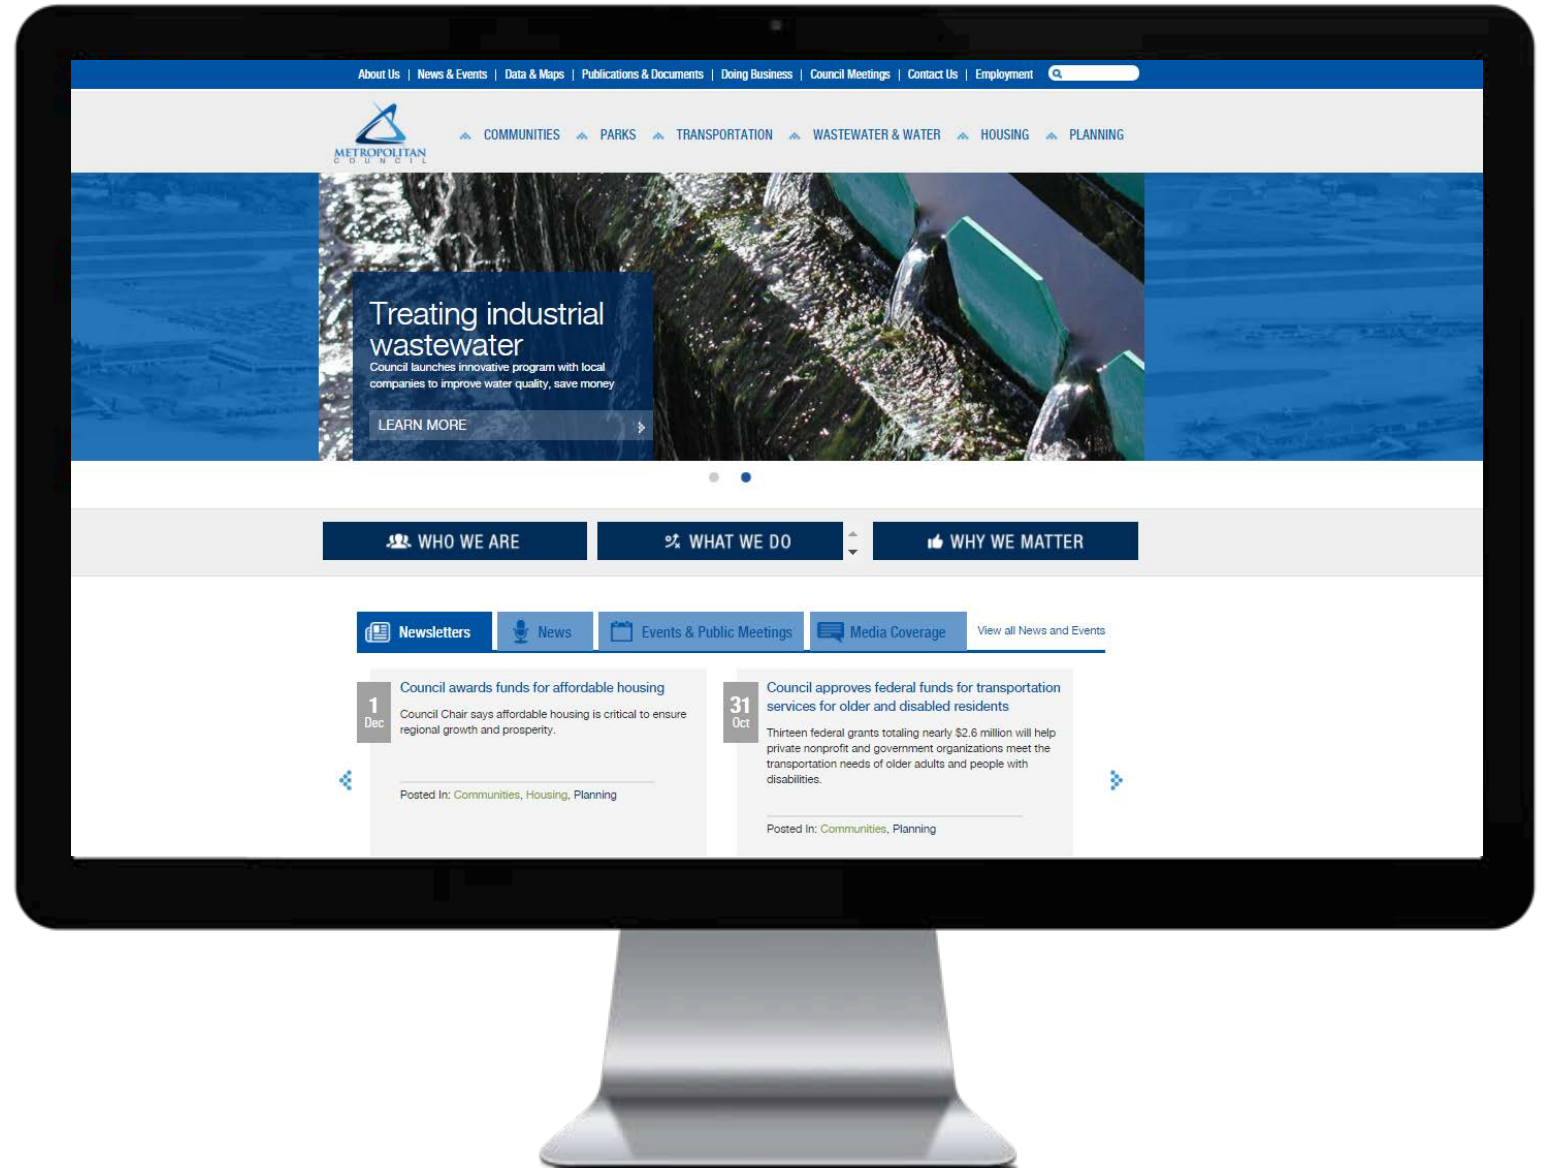 About Us | News & Events | Data & Maps | Publications & Documents | Doing Business | Council Meetings | Contact Us | Employment
METROPOLITAN
COUNCIL
COMMUNITIES PARKS TRANSPORTATION WASTEWATER & WATER HOUSING PLANNING
Treating industrial
wastewater
Council launches innovative program with local
companies to improve water quality, save money
LEARN MORE
WHO WE ARE WHAT WE DO WHY WE MATTER
Newsletters News Events & Public Meetings Media Coverage View all News and Events
1
Dec
Council awards funds for affordable housing
Council Chair says affordable housing is critical to ensure
regional growth and prosperity.
Posted In: Communities, Housing, Planning
31
Oct
Council approves federal funds for transportation
services for older and disabled residents
Thirteen federal grants totaling nearly $2.6 million will help
private nonprofit and government organizations meet the
transportation needs of older adults and people with
disabilities.
Posted In: Communities, Planning